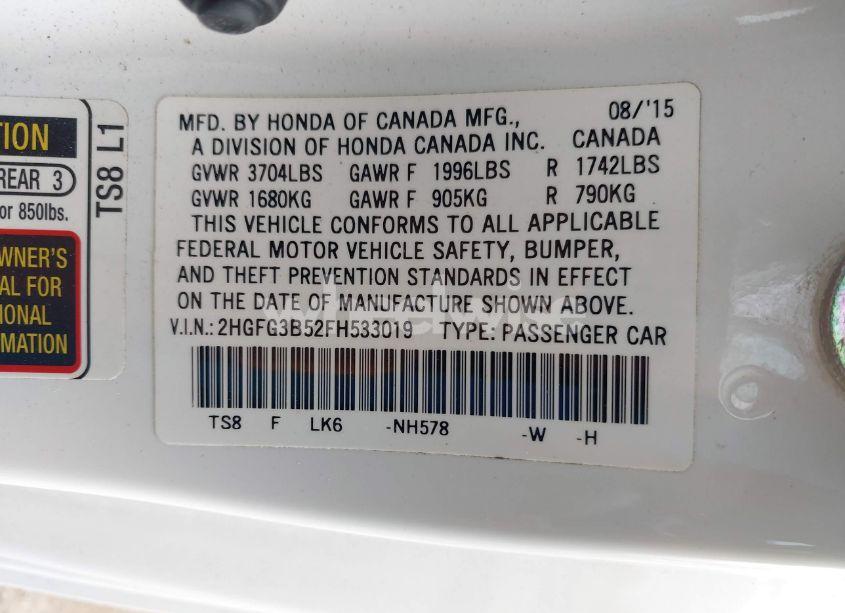 TION
REAR 3
or 850lbs.
WNER'S
AL FOR
IONAL
RMATION
TS8 L1
MFD. BY HONDA OF CANADA MFG., 08/'15
A DIVISION OF HONDA CANADA INC. CANADA
GVWR 3704LBS GAWR F 1996LBS R 1742LBS
GVWR 1680KG GAWR F 905KG R 790KG
THIS VEHICLE CONFORMS TO ALL APPLICABLE
FEDERAL MOTOR VEHICLE SAFETY, BUMPER,
AND THEFT PREVENTION STANDARDS IN EFFECT
ON THE DATE OF MANUFACTURE SHOWN ABOVE.
V.I.N.: 2HGFG3B52FH533019 TYPE: PASSENGER CAR
TS8 F LK6 -NH578 -W -H